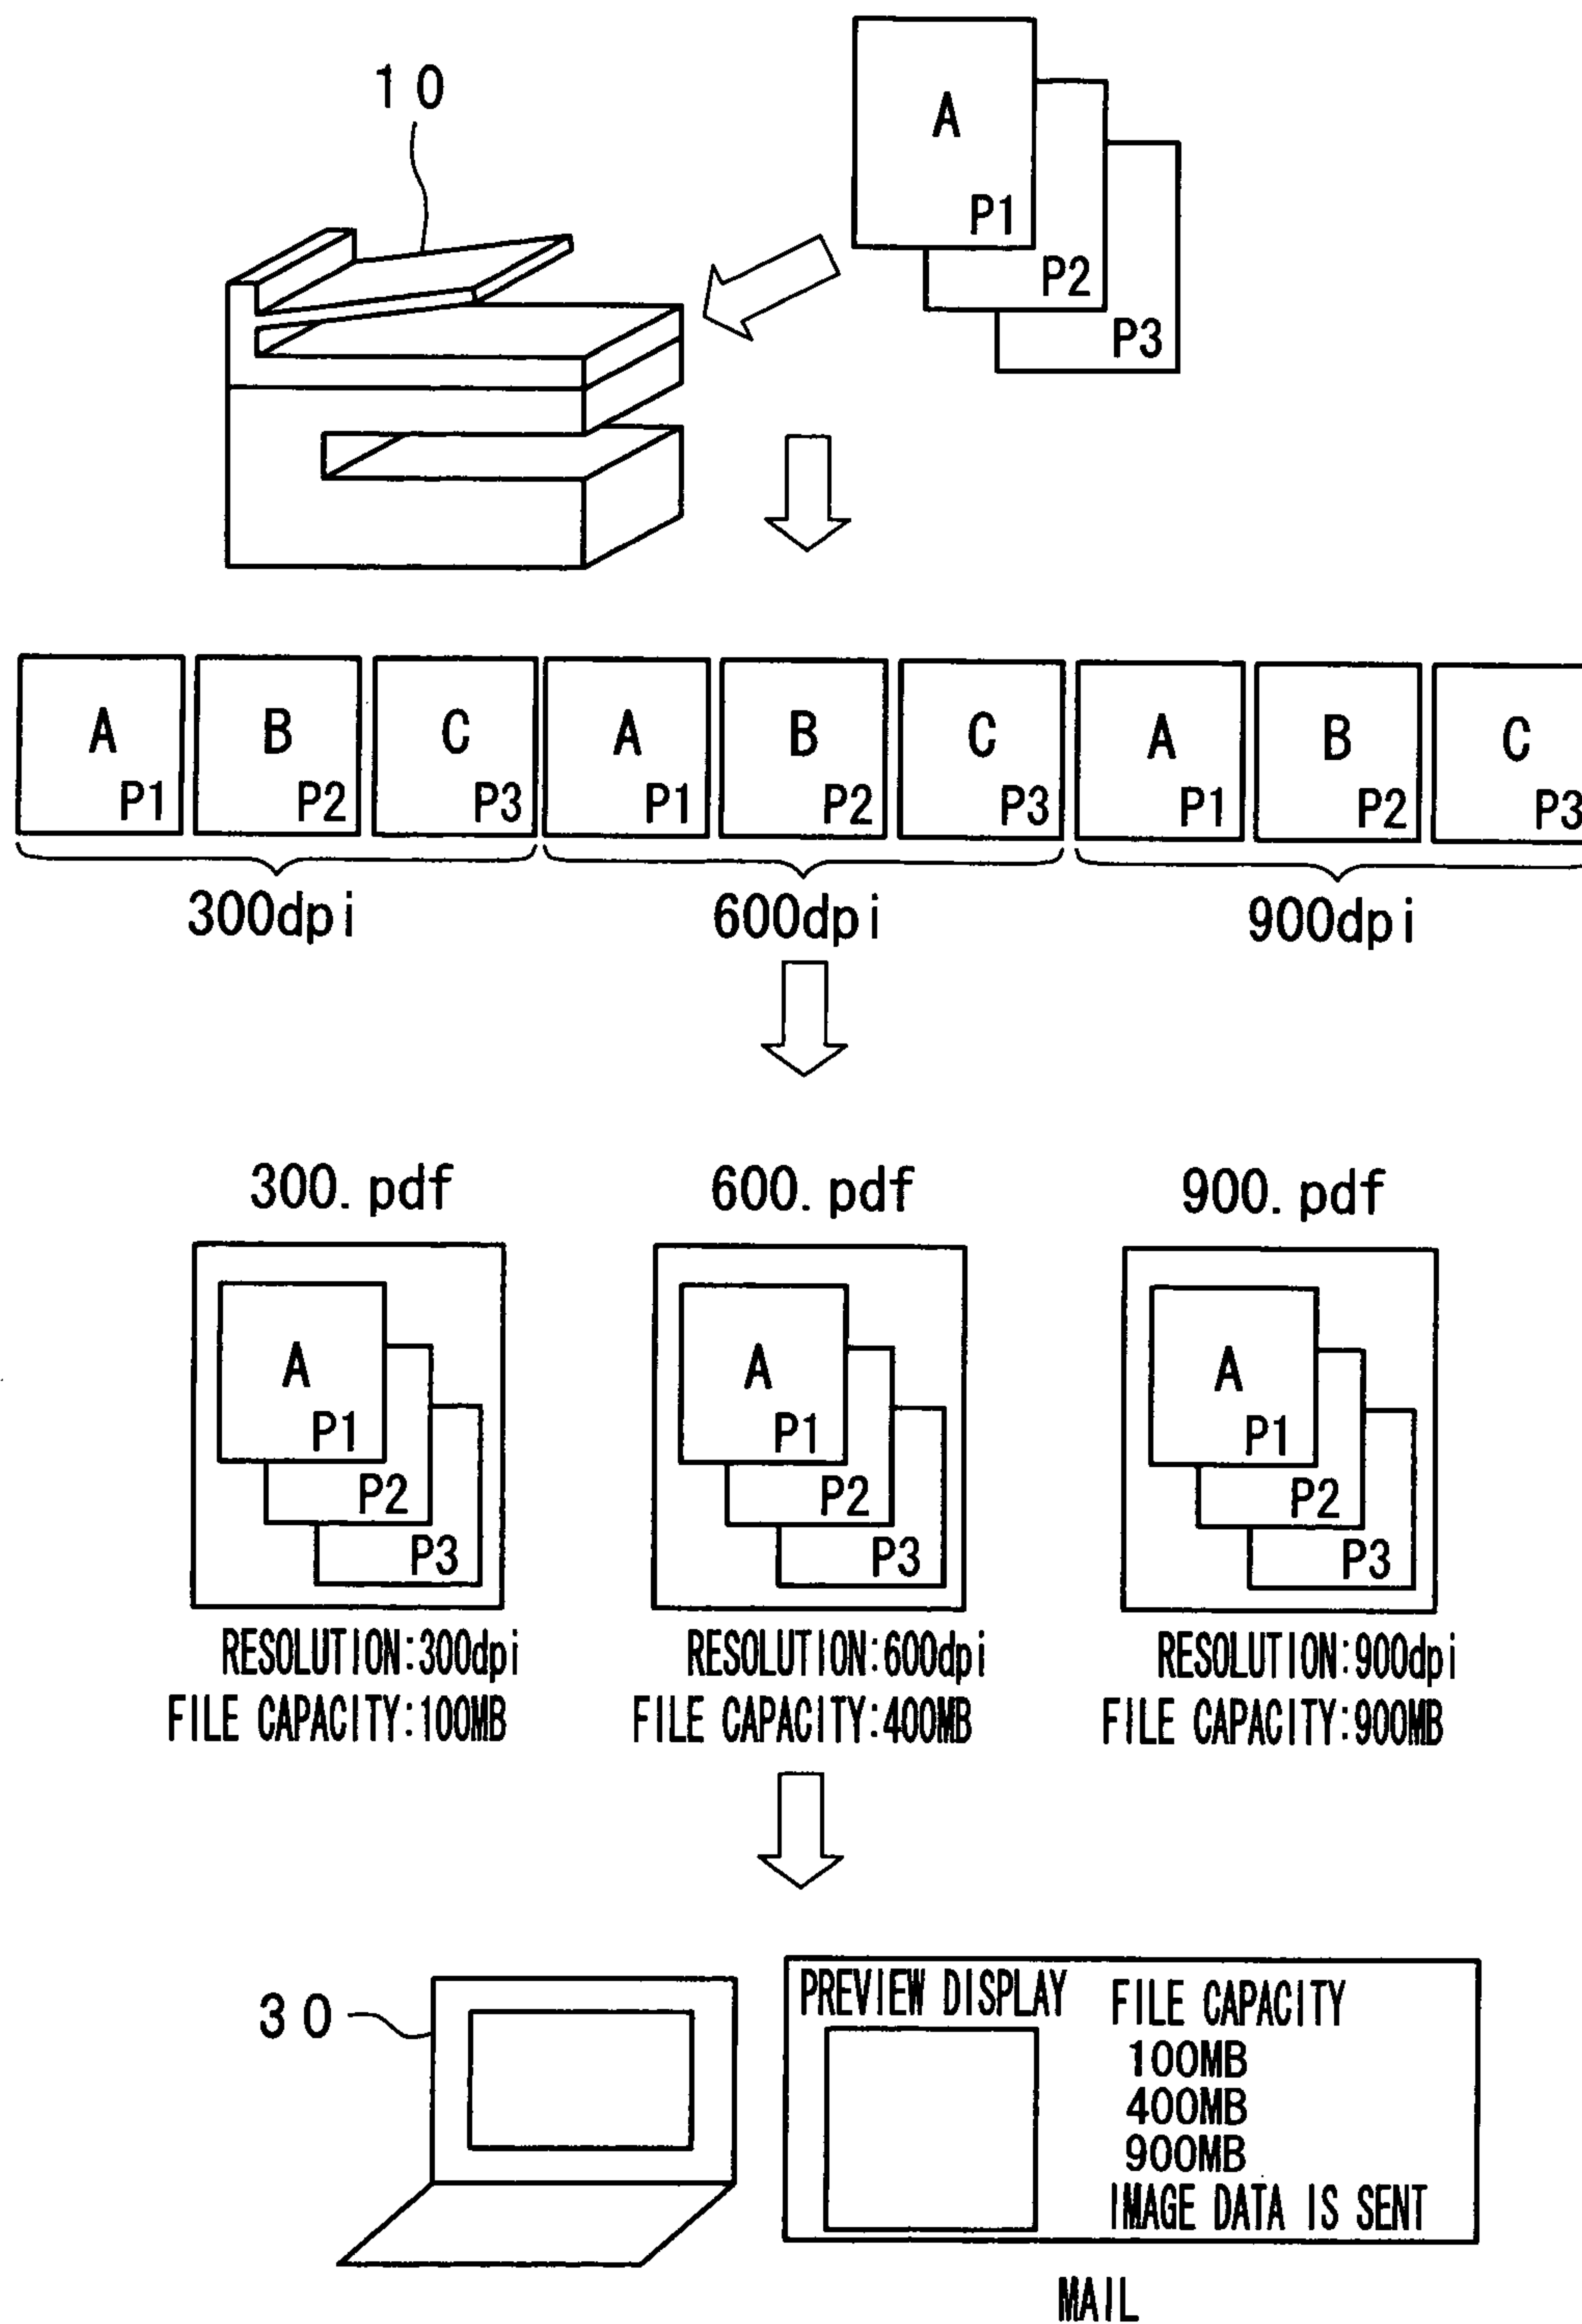 10
A
P1
P2
P3
A B C A B C A B C
P1 P2 P3 P1 P2 P3 P1 P2 P3
300dpi 600dpi 900dpi
300.pdf 600.pdf 900.pdf
A A A
P1 P1 P1
P2 P2 P2
P3 P3 P3
RESOLUTION:300dpi RESOLUTION:600dpi RESOLUTION:900dpi
FILE CAPACITY:100MB FILE CAPACITY:400MB FILE CAPACITY:900MB
30
PREVIEW DISPLAY
FILE CAPACITY
100MB
400MB
900MB
IMAGE DATA IS SENT
MAIL